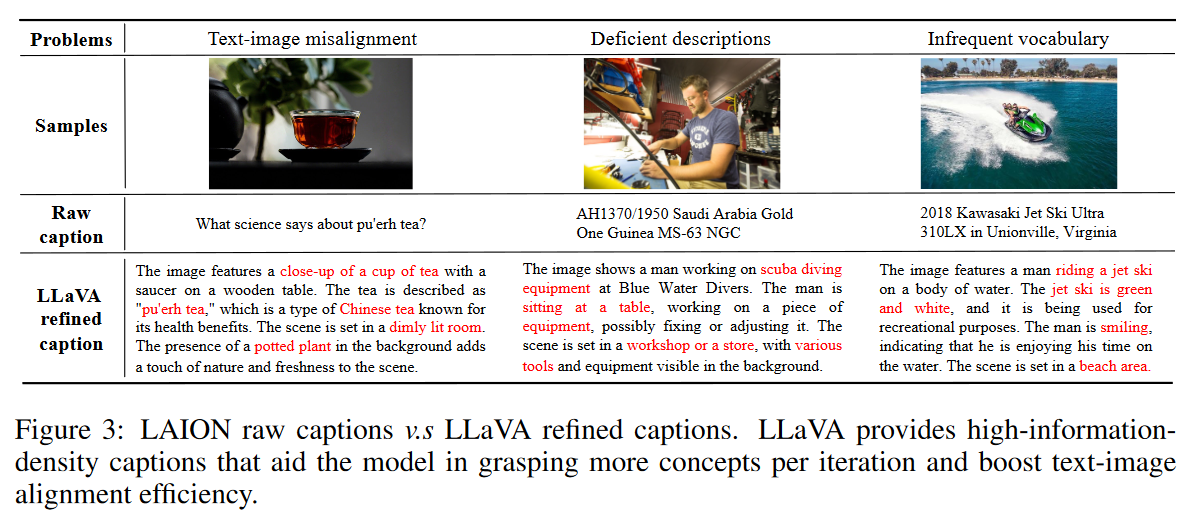 Problems Text-image misalignment Deficient descriptions Infrequent vocabulary
Samples
Raw caption
What science says about pu'erh tea?
AH1370/1950 Saudi Arabia Gold
One Guinea MS-63 NGC
2018 Kawasaki Jet Ski Ultra
310LX in Unionville, Virginia
LLaVA refined caption
The image features a close-up of a cup of tea with a
saucer on a wooden table. The tea is described as
"pu'erh tea," which is a type of Chinese tea known for
its health benefits. The scene is set in a dimly lit room.
The presence of a potted plant in the background adds
a touch of nature and freshness to the scene.
The image shows a man working on scuba diving
equipment at Blue Water Divers. The man is
sitting at a table, working on a piece of
equipment, possibly fixing or adjusting it. The
scene is set in a workshop or a store, with various
tools and equipment visible in the background.
The image features a man riding a jet ski
on a body of water. The jet ski is green
and white, and it is being used for
recreational purposes. The man is smiling,
indicating that he is enjoying his time on
the water. The scene is set in a beach area.
Figure 3: LAION raw captions v.s LLaVA refined captions. LLaVA provides high-information-
density captions that aid the model in grasping more concepts per iteration and boost text-image
alignment efficiency.